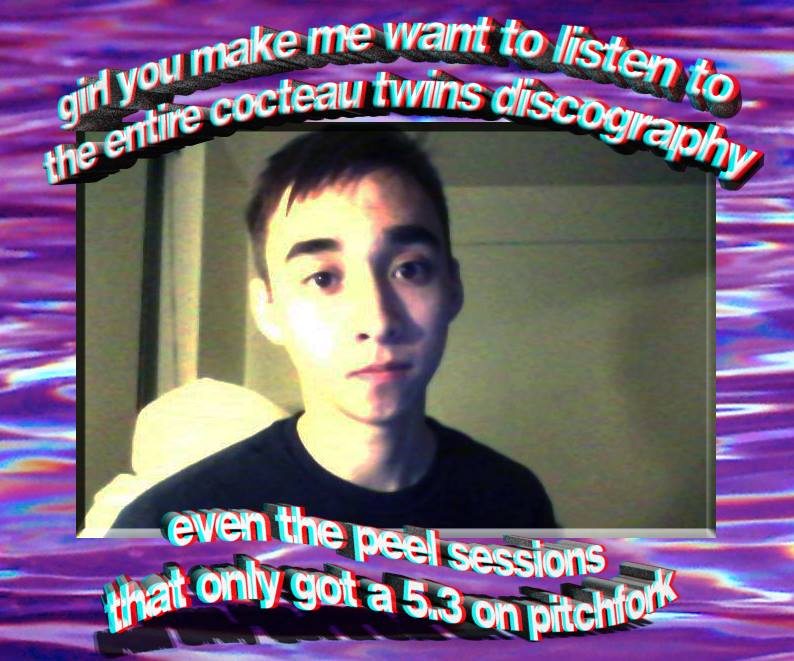 girl you make me want to listen to
the entire cocteau twins discography
even the peel sessions
that only got a 5.3 on pitchfork